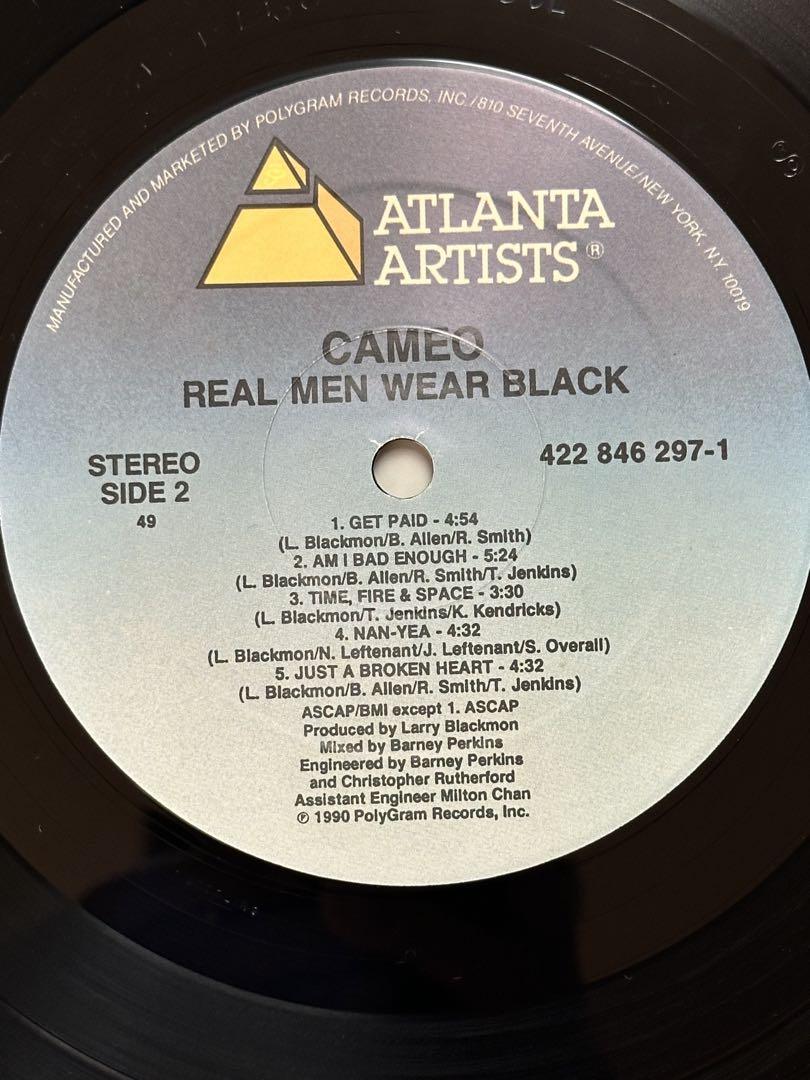 MANUFACTURED AND MARKETED BY POLYGRAM RECORDS, INC./810 SEVENTH AVENUE/NEW YORK, N.Y. 10019
ATLANTA
ARTISTS®
CAMEO
REAL MEN WEAR BLACK
STEREO
SIDE 2
49
422 846 297-1
1. GET PAID - 4:54
(L. Blackmon/B. Allen/R. Smith)
2. AM I BAD ENOUGH - 5:24
(L. Blackmon/B. Allen/R. Smith/T. Jenkins)
3. TIME, FIRE & SPACE - 3:30
(L. Blackmon/T. Jenkins/K. Kendricks)
4. NAN-YEA - 4:32
(L. Blackmon/N. Leftenant/J. Leftenant/S. Overall)
5. JUST A BROKEN HEART - 4:32
(L. Blackmon/B. Allen/R. Smith/T. Jenkins)
ASCAP/BMI except 1. ASCAP
Produced by Larry Blackmon
Mixed by Barney Perkins
Engineered by Barney Perkins
and Christopher Rutherford
Assistant Engineer Milton Chan
℗ 1990 PolyGram Records, Inc.